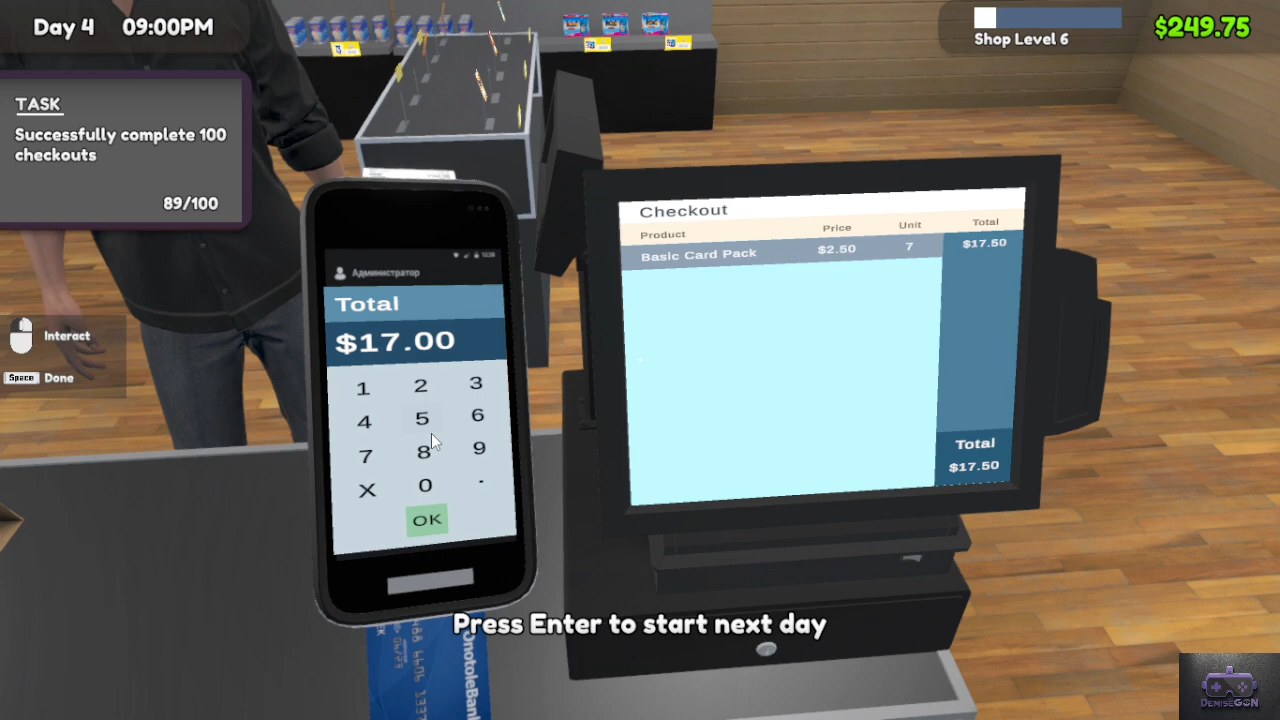 Day 4 09:00PM
Shop Level 6
$249.75
TASK
Successfully complete 100
checkouts
89/100
Interact
Space Done
Администратор
Total
$17.00
1 2 3
4 5 6
7 8 9
X 0 .
OK
Checkout
Product Price Unit Total
Basic Card Pack $2.50 7 $17.50
Total
$17.50
Press Enter to start next day
OnotoleBank
DEMISEGUN